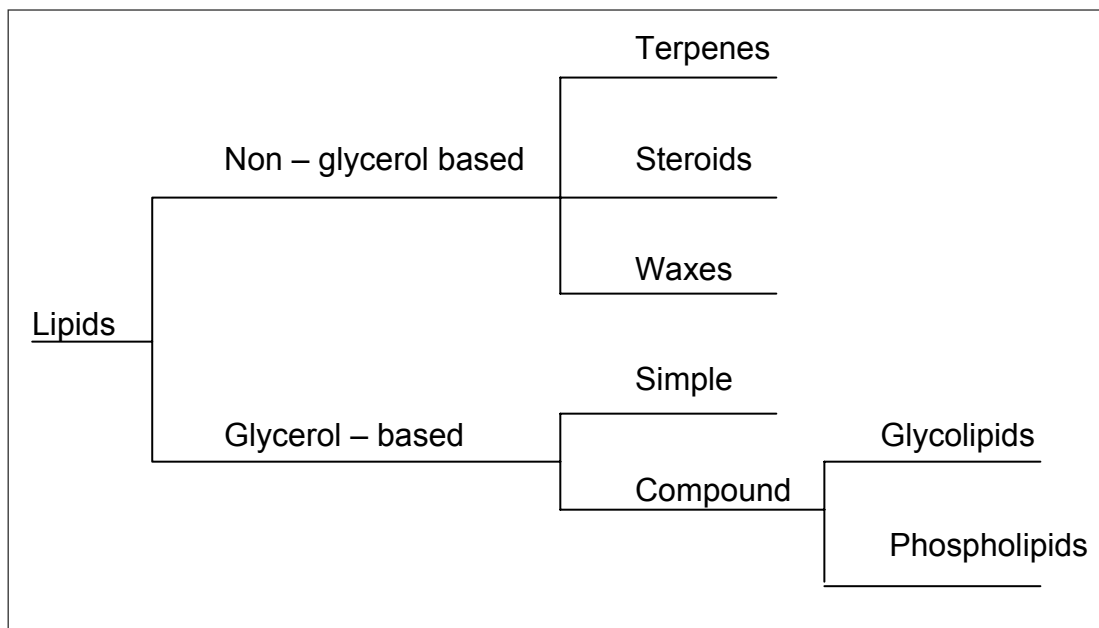 Terpenes
Non – glycerol based
Steroids
Waxes
Lipids
Simple
Glycerol – based
Glycolipids
Compound
Phospholipids